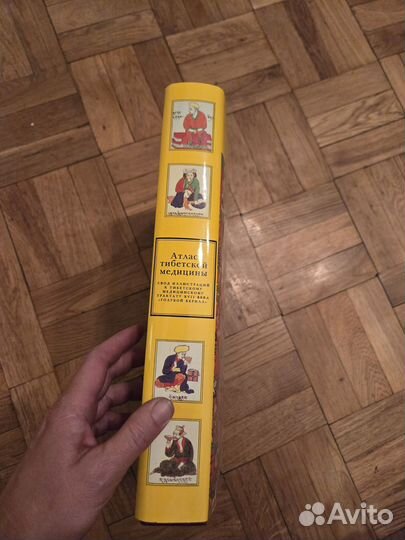 Атлас
тибетской
медицины
СВОД ИЛЛЮСТРАЦИЙ
К ТИБЕТСКОМУ
МЕДИЦИНСКОМУ
ТРАКТАТУ XVII ВЕКА
«ГОЛУБОЙ БЕРИЛЛ»
Avito